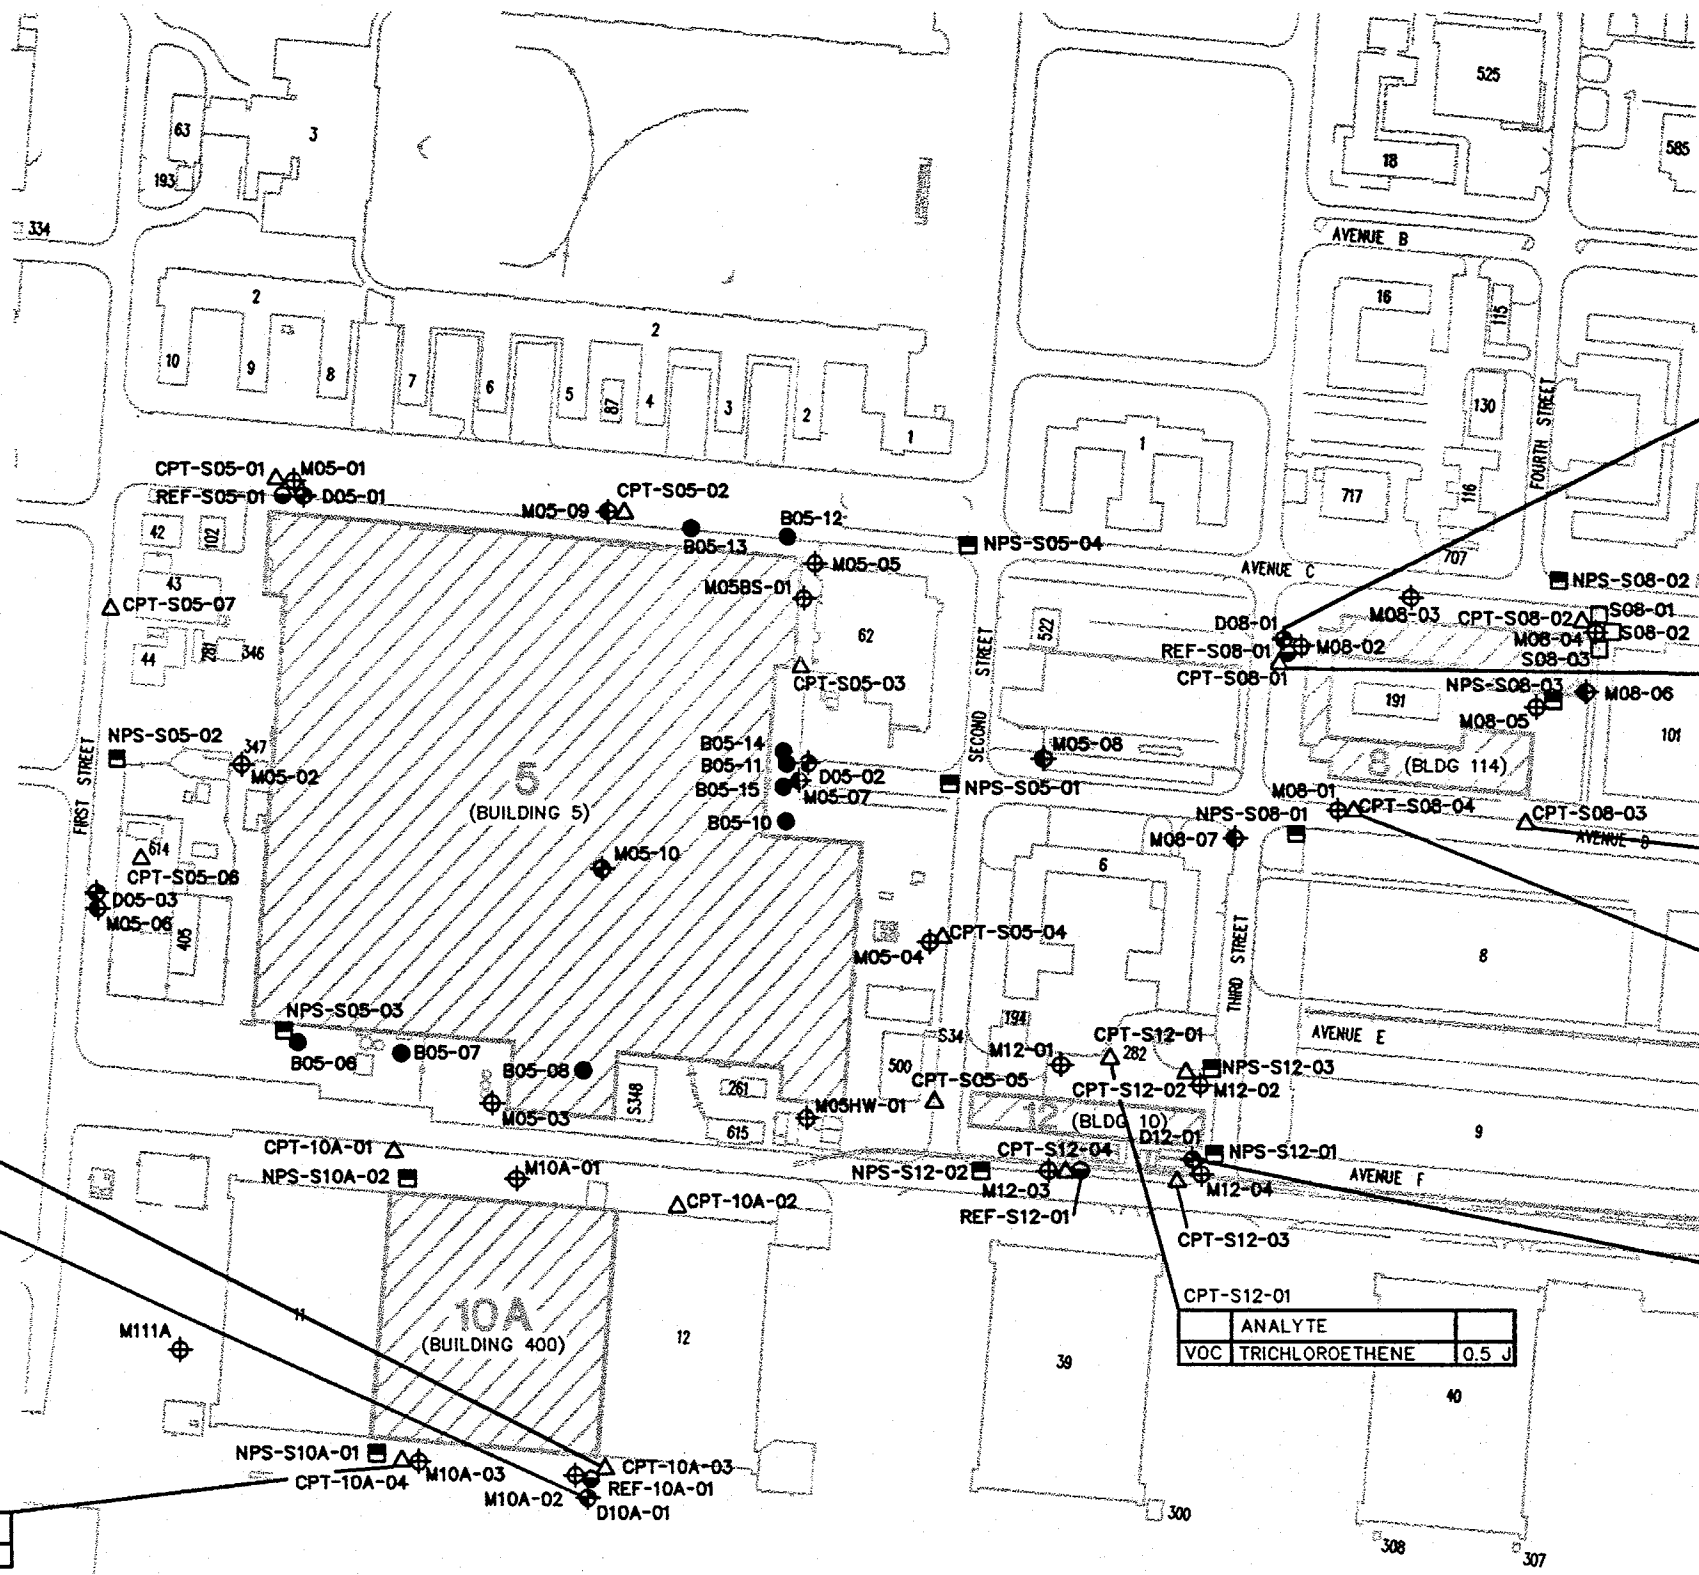 525
63
3
18
585
193
334
AVENUE B
2
16
115
2
10
9
8
7
6
5
87
4
3
2
1
1
130
FOURTH STREET
717
116
CPT-S05-01
M05-01
REF-S05-01
D05-01
CPT-S05-02
M05-09
B05-12
B05-13
NPS-S05-04
42
102
M05-05
AVENUE C
707
NPS-S08-02
43
M05BS-01
CPT-S05-07
M08-03
CPT-S08-02
S08-01
D08-01
M08-04
S08-02
62
522
44
281
346
REF-S08-01
M08-02
S08-03
CPT-S05-03
CPT-S08-01
NPS-S08-03
M08-06
191
M08-05
SECOND STREET
NPS-S05-02
347
M05-02
B05-14
B05-11
D05-02
B05-15
M05-07
M05-08
101
5
(BUILDING 5)
8
(BLDG 114)
NPS-S05-01
FIRST STREET
B05-10
M08-01
CPT-S08-04
NPS-S08-01
CPT-S08-03
M08-07
AVENUE D
614
M05-10
CPT-S05-06
6
D05-03
M05-06
405
CPT-S05-04
M05-04
THIRD STREET
8
NPS-S05-03
194
CPT-S12-01
AVENUE E
B05-06
B05-07
S34
M12-01
282
B05-08
500
NPS-S12-03
CPT-S05-05
CPT-S12-02
M12-02
S348
261
M05-03
M05HW-01
12
(BLDG 10)
615
9
CPT-10A-01
D12-01
CPT-S12-04
NPS-S12-01
NPS-S10A-02
M10A-01
NPS-S12-02
M12-03
M12-04
AVENUE F
CPT-10A-02
REF-S12-01
CPT-S12-03
CPT-S12-01
ANALYTE
VOC TRICHLOROETHENE 0.5 J
11
10A
(BUILDING 400)
M111A
12
39
40
NPS-S10A-01
CPT-10A-04
M10A-03
CPT-10A-03
REF-10A-01
M10A-02
D10A-01
300
308
307